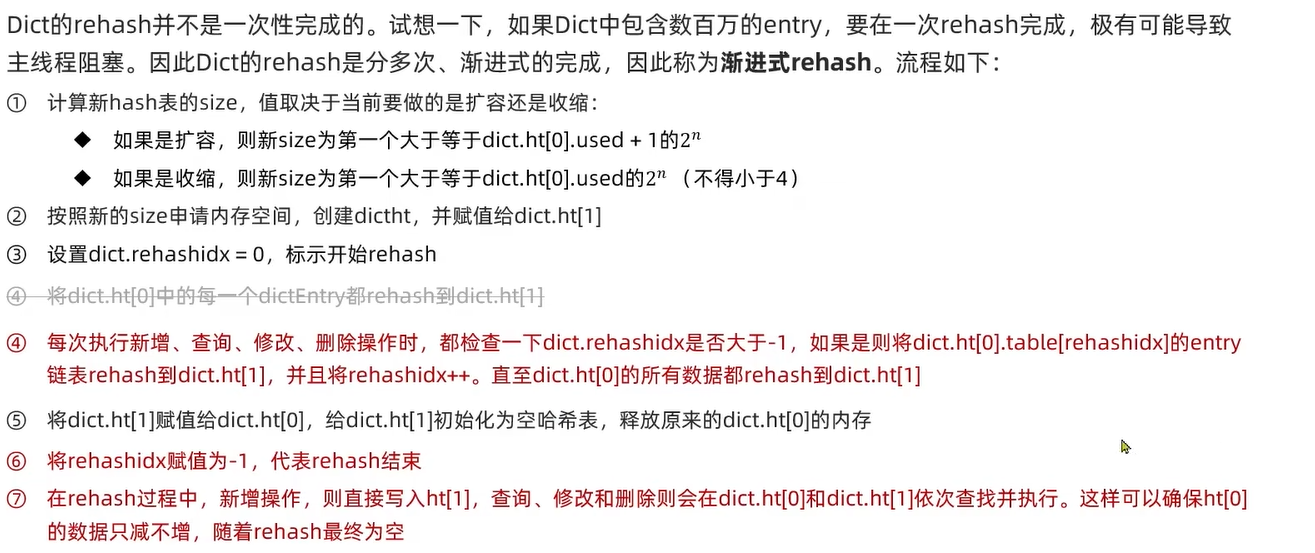 Dict的rehash并不是一次性完成的。试想一下，如果Dict中包含数百万的entry，要在一次rehash完成，极有可能导致
主线程阻塞。因此Dict的rehash是分多次、渐进式的完成，因此称为渐进式rehash。流程如下：
① 计算新hash表的size，值取决于当前要做的是扩容还是收缩：
◆ 如果是扩容，则新size为第一个大于等于dict.ht[0].used + 1的2ⁿ
◆ 如果是收缩，则新size为第一个大于等于dict.ht[0].used的2ⁿ（不得小于4）
② 按照新的size申请内存空间，创建dictht，并赋值给dict.ht[1]
③ 设置dict.rehashidx = 0，标示开始rehash
④ 将dict.ht[0]中的每一个dictEntry都rehash到dict.ht[1]
④ 每次执行新增、查询、修改、删除操作时，都检查一下dict.rehashidx是否大于-1，如果是则将dict.ht[0].table[rehashidx]的entry
链表rehash到dict.ht[1]，并且将rehashidx++。直至dict.ht[0]的所有数据都rehash到dict.ht[1]
⑤ 将dict.ht[1]赋值给dict.ht[0]，给dict.ht[1]初始化为空哈希表，释放原来的dict.ht[0]的内存
⑥ 将rehashidx赋值为-1，代表rehash结束
⑦ 在rehash过程中，新增操作，则直接写入ht[1]，查询、修改和删除则会在dict.ht[0]和dict.ht[1]依次查找并执行。这样可以确保ht[0]
的数据只减不增，随着rehash最终为空